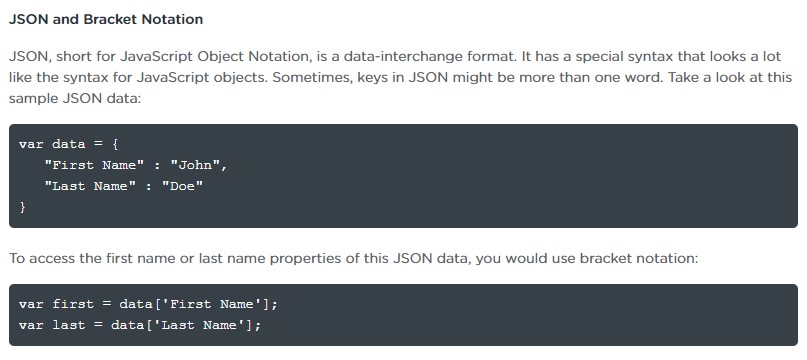 JSON and Bracket Notation
JSON, short for JavaScript Object Notation, is a data-interchange format. It has a special syntax that looks a lot
like the syntax for JavaScript objects. Sometimes, keys in JSON might be more than one word. Take a look at this
sample JSON data:
var data = {
"First Name" : "John",
"Last Name" : "Doe"
}
To access the first name or last name properties of this JSON data, you would use bracket notation:
var first = data['First Name'];
var last = data['Last Name'];